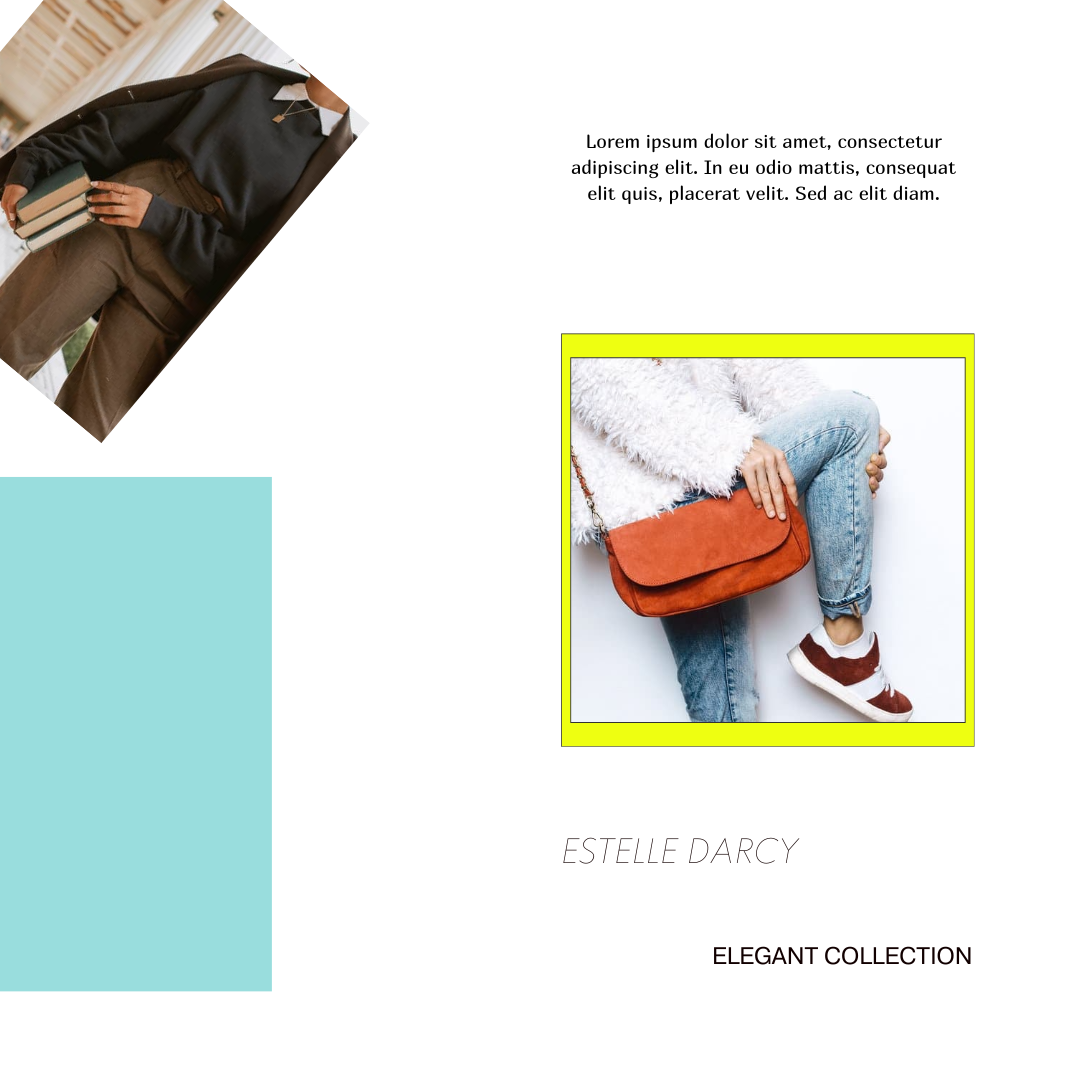 Lorem ipsum dolor sit amet, consectetur
adipiscing elit. In eu odio mattis, consequat
elit quis, placerat velit. Sed ac elit diam.
ESTELLE DARCY
ELEGANT COLLECTION